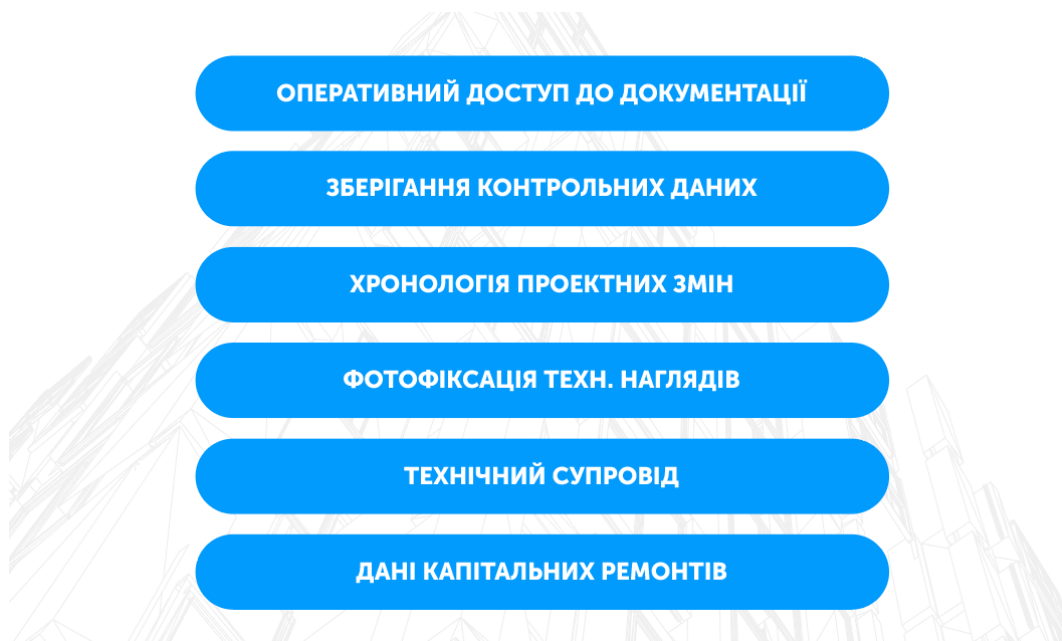 ОПЕРАТИВНИЙ ДОСТУП ДО ДОКУМЕНТАЦІЇ
ЗБЕРІГАННЯ КОНТРОЛЬНИХ ДАНИХ
ХРОНОЛОГІЯ ПРОЕКТНИХ ЗМІН
ФОТОФІКСАЦІЯ ТЕХН. НАГЛЯДІВ
ТЕХНІЧНИЙ СУПРОВІД
ДАНІ КАПІТАЛЬНИХ РЕМОНТІВ